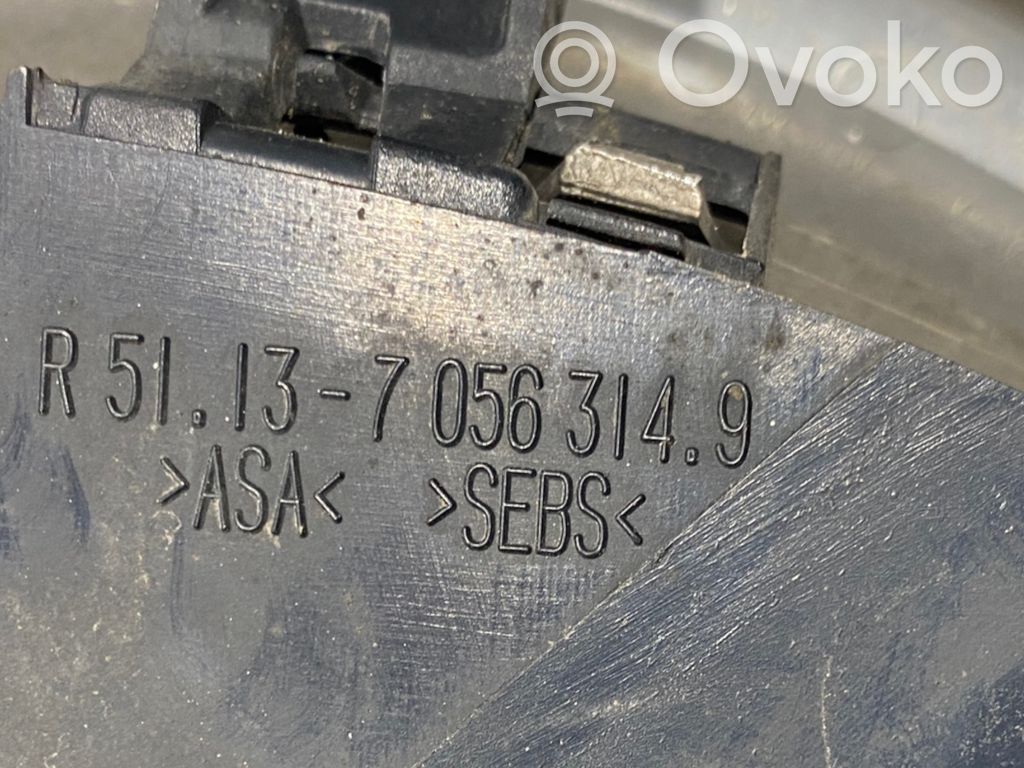 Ovoko
R 51.13-7 056 314.9
>ASA< >SEBS<